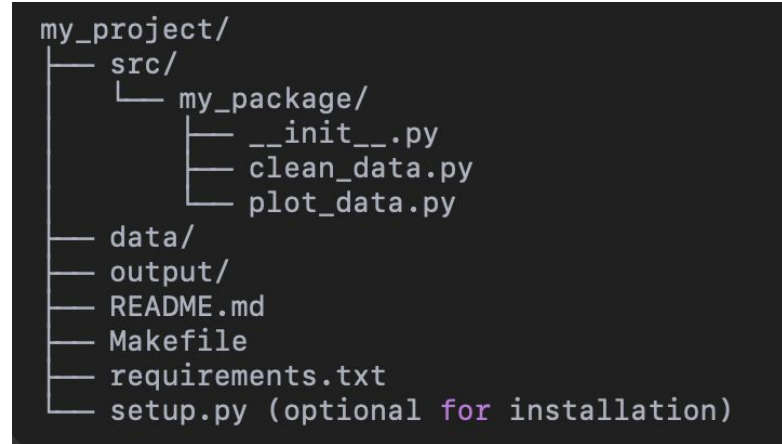 my_project/
├── src/
│   └── my_package/
│       ├── __init__.py
│       ├── clean_data.py
│       └── plot_data.py
├── data/
├── output/
├── README.md
├── Makefile
├── requirements.txt
└── setup.py (optional for installation)